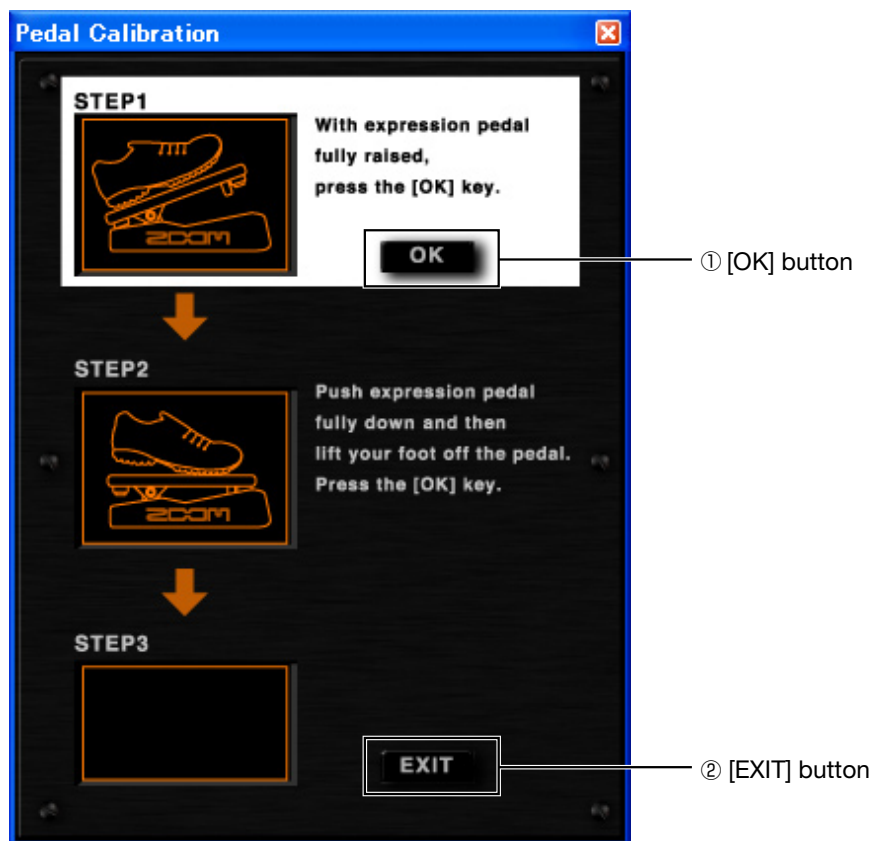 Pedal Calibration
STEP1
With expression pedal
fully raised,
press the [OK] key.
ZOOM
OK
① [OK] button
STEP2
Push expression pedal
fully down and then
lift your foot off the pedal.
Press the [OK] key.
ZOOM
STEP3
EXIT
② [EXIT] button